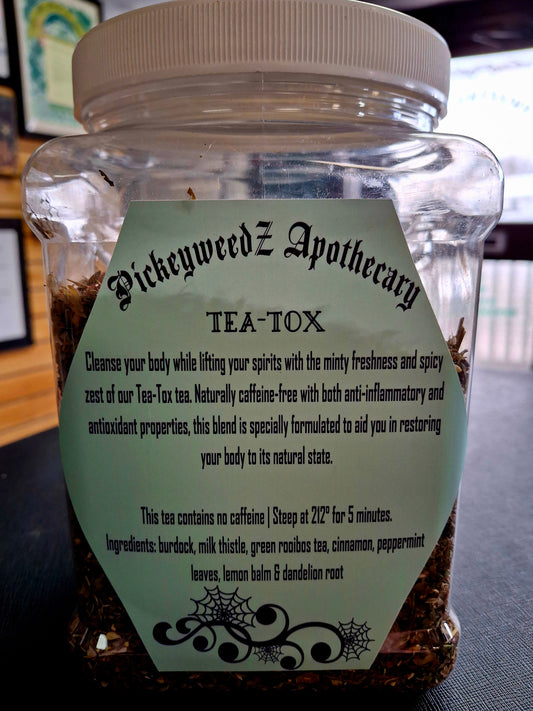 PickeyweedZ Apothecary
TEA-TOX
Cleanse your body while lifting your spirits with the minty freshness and spicy
zest of our Tea-Tox tea. Naturally caffeine-free with both anti-inflammatory and
antioxidant properties, this blend is specially formulated to aid you in restoring
your body to its natural state.
This tea contains no caffeine | Steep at 212° for 5 minutes.
Ingredients: burdock, milk thistle, green rooibos tea, cinnamon, peppermint
leaves, lemon balm & dandelion root